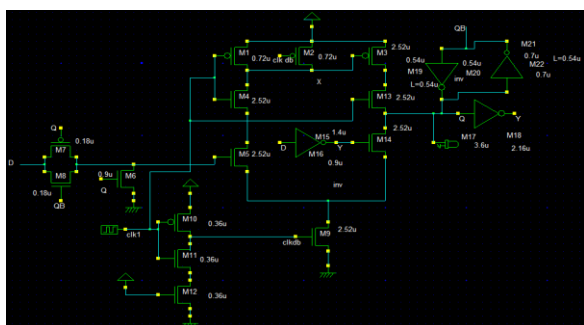 QB
M21
0.7u
L=0.54u
M22
0.7u
M1
M2
M3
2.52u
0.72u
clk db
0.72u
X
0.54u
M19
0.54u
M20
inv
L=0.54u
M4
2.52u
M13
2.52u
2.52u
Q
Y
M18
M17
3.6u
2.16u
Q
0.18u
M7
D
M8
0.18u
QB
0.9u
M6
Q
M5
2.52u
D
M15
1.4u
M16
Y
0.9u
M14
inv
M10
0.36u
clk1
clkdb
M9
2.52u
M11
0.36u
M12
0.36u